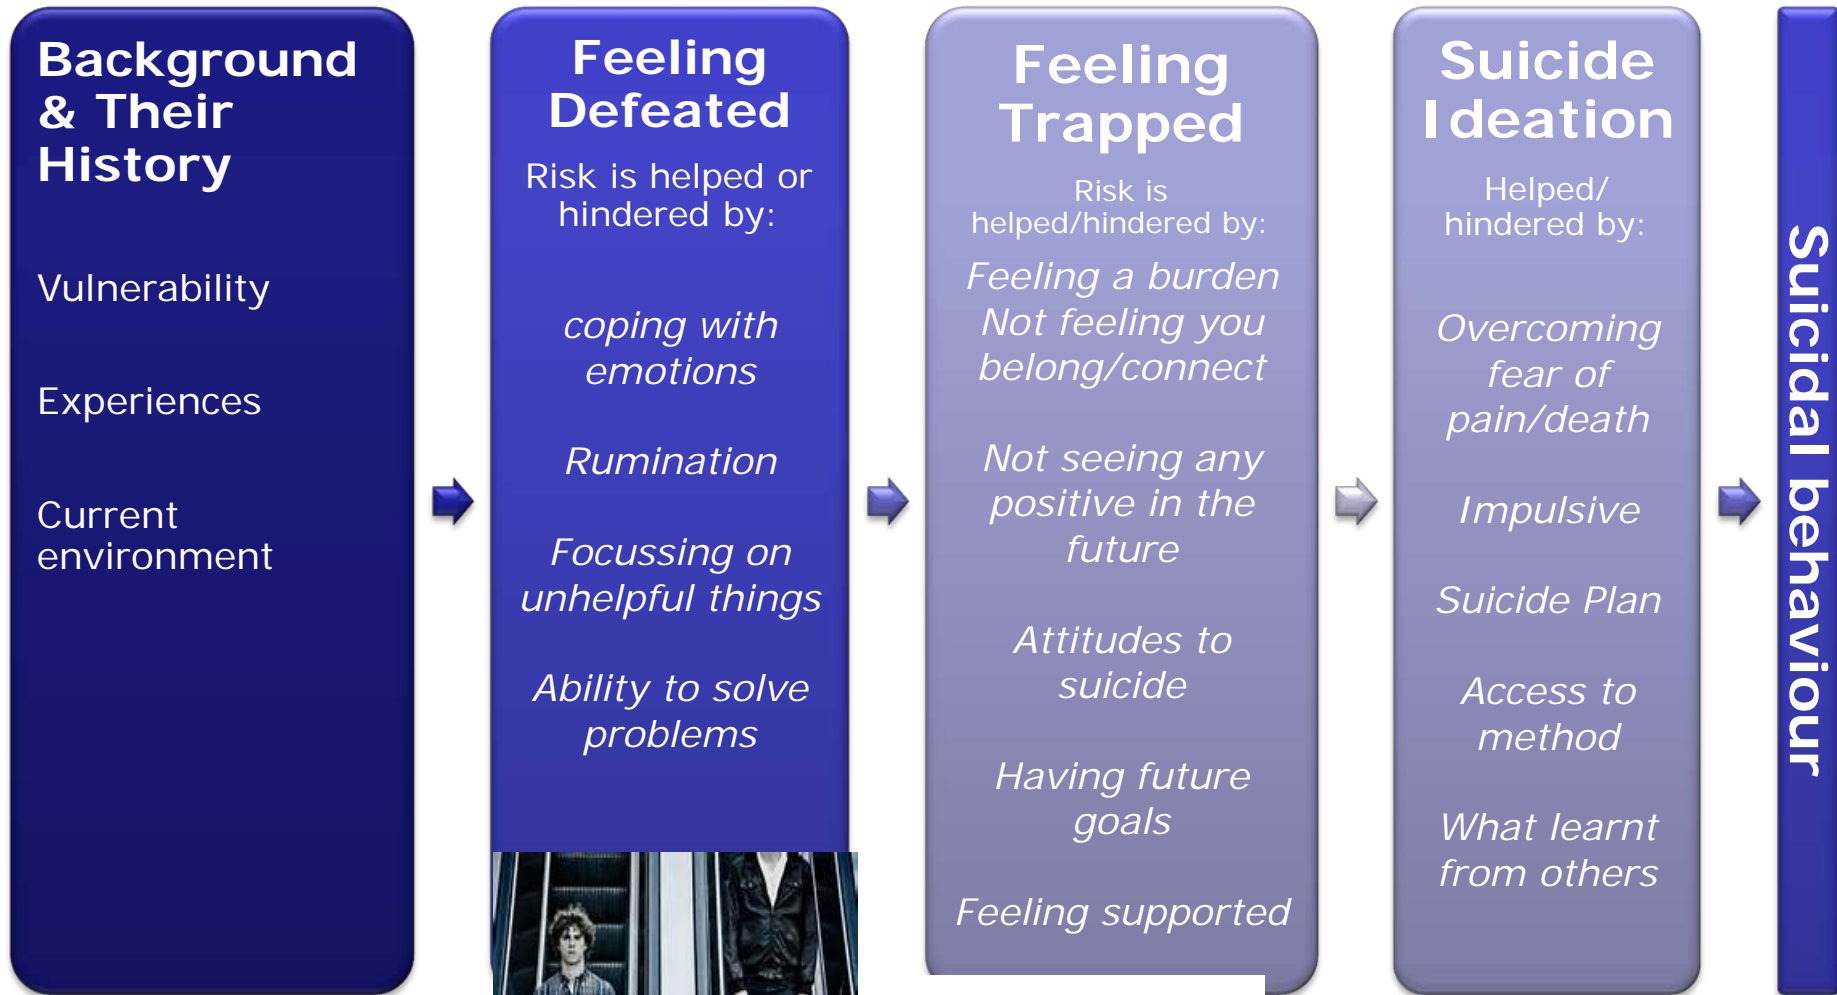 Background
& Their
History
Vulnerability
Experiences
Current
environment
Feeling
Defeated
Risk is helped or
hindered by:
coping with
emotions
Rumination
Focussing on
unhelpful things
Ability to solve
problems
Feeling
Trapped
Risk is
helped/hindered by:
Feeling a burden
Not feeling you
belong/connect
Not seeing any
positive in the
future
Attitudes to
suicide
Having future
goals
Feeling supported
Suicide
Ideation
Helped/
hindered by:
Overcoming
fear of
pain/death
Impulsive
Suicide Plan
Access to
method
What learnt
from others
Suicidal behaviour